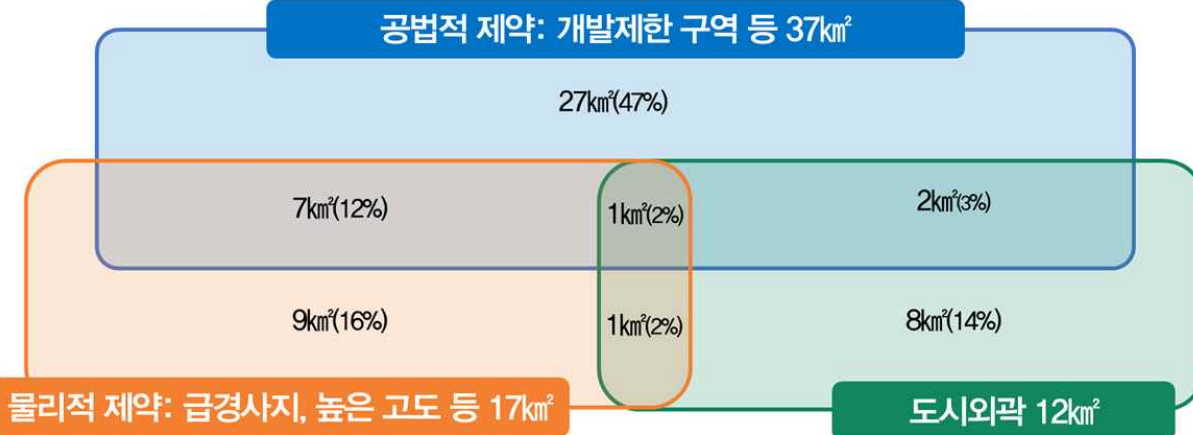 공법적 제약: 개발제한 구역 등 37㎢
27㎢(47%)
7㎢(12%)
1㎢(2%)
2㎢(3%)
9㎢(16%)
1㎢(2%)
8㎢(14%)
물리적 제약: 급경사지, 높은 고도 등 17㎢
도시외곽 12㎢